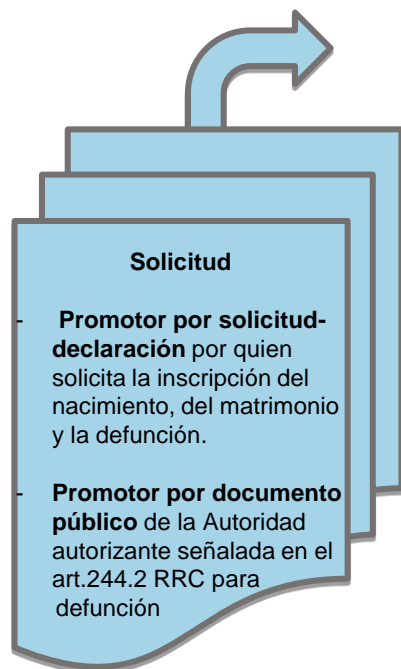 Solicitud
- Promotor por solicitud-
declaración por quien
solicita la inscripción del
nacimiento, del matrimonio
y la defunción.
- Promotor por documento
público de la Autoridad
autorizante señalada en el
art.244.2 RRC para
defunción